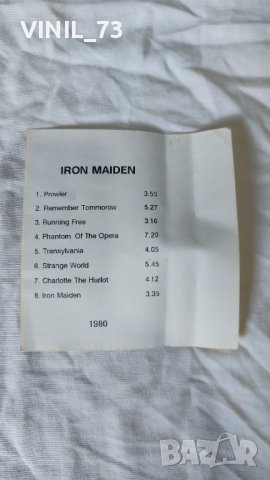 VINIL_73
IRON MAIDEN
1. Prowler 3.55
2. Remember Tommorow 5.27
3. Running Free 3.16
4. Phantom Of The Opera 7.20
5. Transylvania 4.05
6. Strange World 5.45
7. Charlotte The Harlot 4.12
8. Iron Maiden 3.35
1980
BAZAR